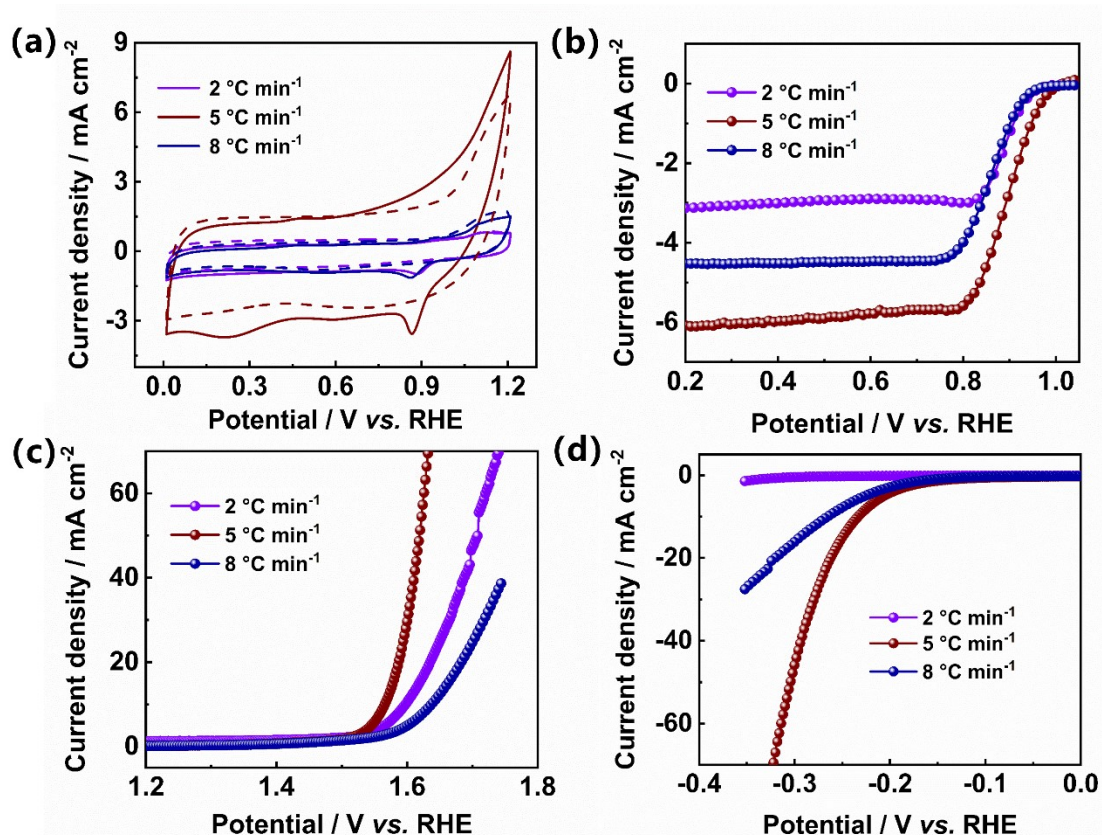 (a)
9
6
3
0
-3
Current density / mA cm⁻²
2 °C min⁻¹
5 °C min⁻¹
8 °C min⁻¹
0.0 0.3 0.6 0.9 1.2
Potential / V vs. RHE
(b)
0
-2
-4
-6
Current density / mA cm⁻²
2 °C min⁻¹
5 °C min⁻¹
8 °C min⁻¹
0.2 0.4 0.6 0.8 1.0
Potential / V vs. RHE
(c)
60
40
20
0
Current density / mA cm⁻²
2 °C min⁻¹
5 °C min⁻¹
8 °C min⁻¹
1.2 1.4 1.6 1.8
Potential / V vs. RHE
(d)
0
-20
-40
-60
Current density / mA cm⁻²
2 °C min⁻¹
5 °C min⁻¹
8 °C min⁻¹
-0.4 -0.3 -0.2 -0.1 0.0
Potential / V vs. RHE